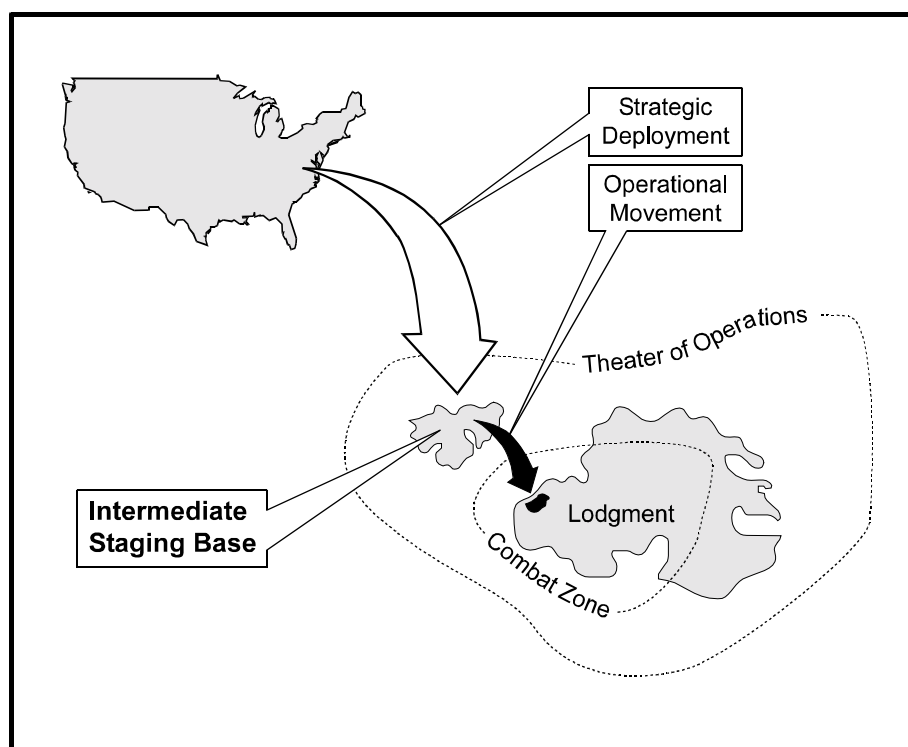 Strategic
Deployment
Operational
Movement
Theater of Operations
Intermediate
Staging Base
Lodgment
Combat Zone